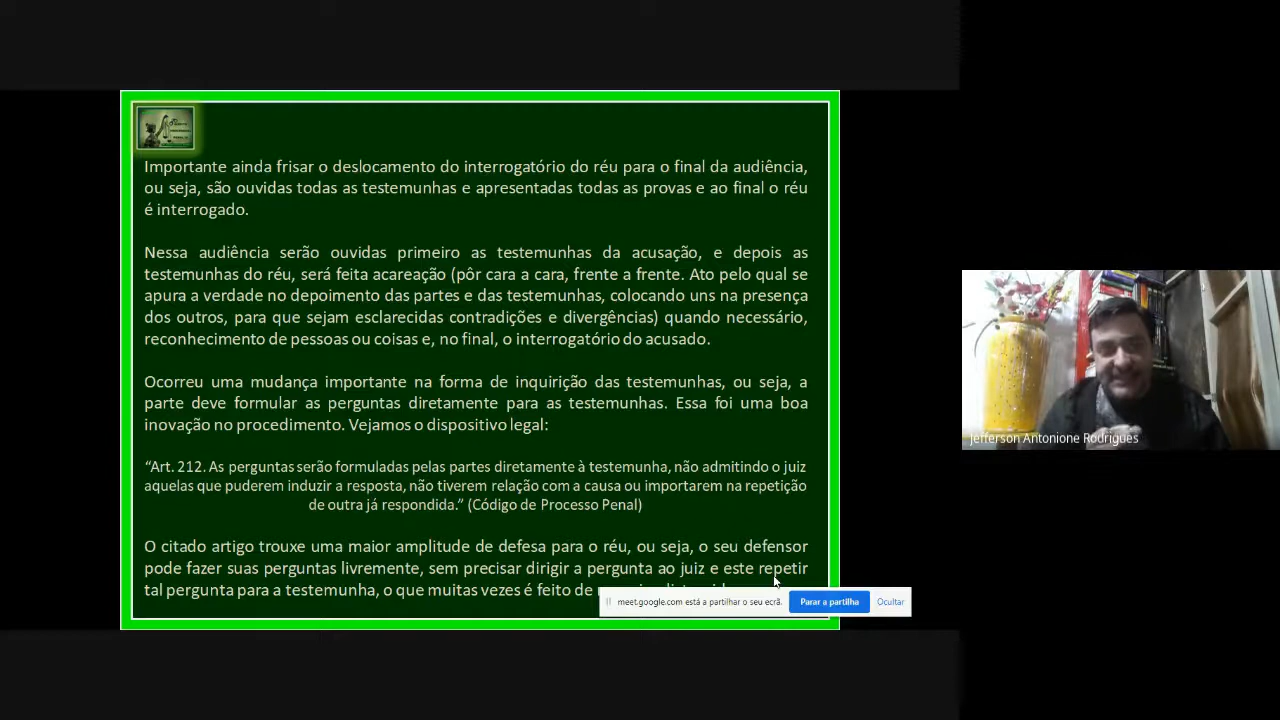 Importante ainda frisar o deslocamento do interrogatório do réu para o final da audiência,
ou seja, são ouvidas todas as testemunhas e apresentadas todas as provas e ao final o réu
é interrogado.
Nessa audiência serão ouvidas primeiro as testemunhas da acusação, e depois as
testemunhas do réu, será feita acareação (pôr cara a cara, frente a frente. Ato pelo qual se
apura a verdade no depoimento das partes e das testemunhas, colocando uns na presença
dos outros, para que sejam esclarecidas contradições e divergências) quando necessário,
reconhecimento de pessoas ou coisas e, no final, o interrogatório do acusado.
Ocorreu uma mudança importante na forma de inquirição das testemunhas, ou seja, a
parte deve formular as perguntas diretamente para as testemunhas. Essa foi uma boa
inovação no procedimento. Vejamos o dispositivo legal:
“Art. 212. As perguntas serão formuladas pelas partes diretamente à testemunha, não admitindo o juiz
aquelas que puderem induzir a resposta, não tiverem relação com a causa ou importarem na repetição
de outra já respondida.” (Código de Processo Penal)
O citado artigo trouxe uma maior amplitude de defesa para o réu, ou seja, o seu defensor
pode fazer suas perguntas livremente, sem precisar dirigir a pergunta ao juiz e este repetir
tal pergunta para a testemunha, o que muitas vezes é feito de
meet.google.com está a partilhar o seu ecrã.
Parar a partilha
Ocultar
Jefferson Antonione Rodrigues